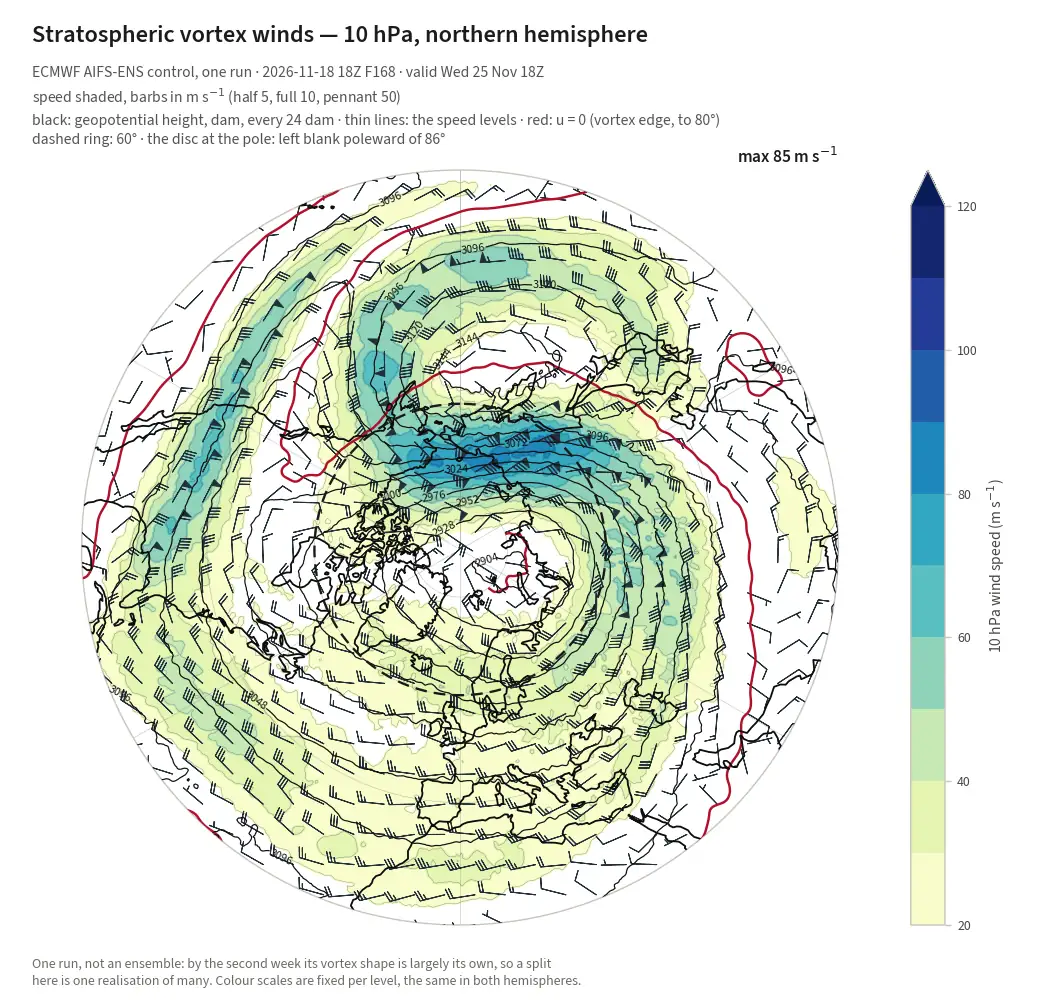 Stratospheric vortex winds — 10 hPa, northern hemisphere
ECMWF AIFS-ENS control, one run · 2026-11-18 18Z F168 · valid Wed 25 Nov 18Z
speed shaded, barbs in m s⁻¹ (half 5, full 10, pennant 50)
black: geopotential height, dam, every 24 dam · thin lines: the speed levels · red: u = 0 (vortex edge, to 80°)
dashed ring: 60° · the disc at the pole: left blank poleward of 86°
max 85 m s⁻¹
120
100
80
60
40
20
10 hPa wind speed (m s⁻¹)
3096
3096
3096
3120
3120
3144
3096
3096
3072
3024
3000
2976
2952
2928
2904
3048
3096
3096
One run, not an ensemble: by the second week its vortex shape is largely its own, so a split
here is one realisation of many. Colour scales are fixed per level, the same in both hemispheres.